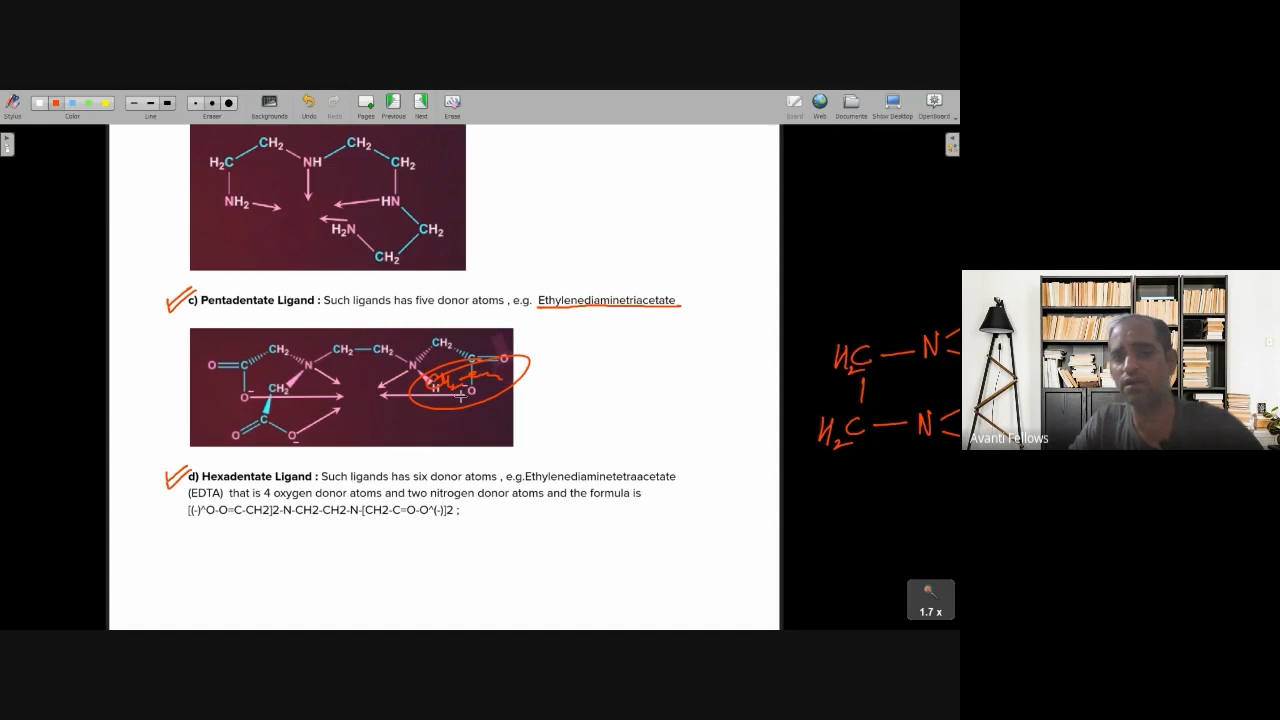 Stylus Color Line Eraser Backgrounds Undo Redo Pages Previous Next Erase Board Web Documents Show Desktop OpenBoard
CH2 CH2
H2C NH CH2
NH2 HN
H2N CH2
CH2
c) Pentadentate Ligand : Such ligands has five donor atoms , e.g. Ethylenediaminetriacetate
CH2 CH2 — CH2 CH2
O C N N C O
CH2 H
O- O-
C
O O-
H2C — N
H2C — N
Avanti Fellows
d) Hexadentate Ligand : Such ligands has six donor atoms , e.g.Ethylenediaminetetraacetate
(EDTA) that is 4 oxygen donor atoms and two nitrogen donor atoms and the formula is
[(-)^O-O=C-CH2]2-N-CH2-CH2-N-[CH2-C=O-O^(-)]2 ;
1.7 x